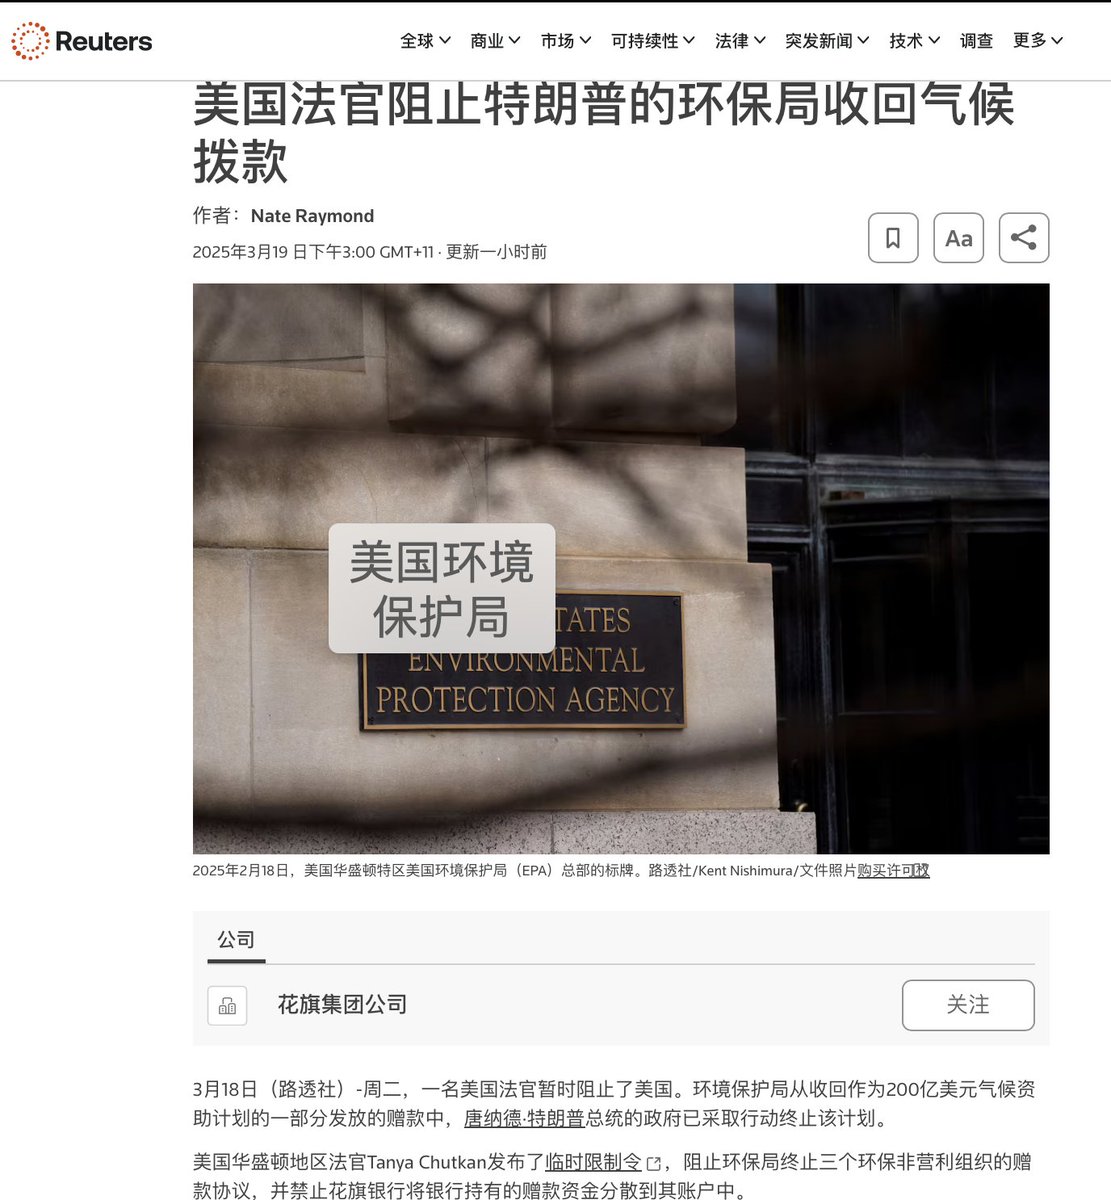 Reuters
全球 商业 市场 可持续性 法律 突发新闻 技术 调查 更多
美国法官阻止特朗普的环保局收回气候
拨款
作者： Nate Raymond
2025年3月19 日下午3:00 GMT+11 · 更新一小时前
Aa
美国环境
保护局
TATES
ENVIRONMENTAL
PROTECTION AGENCY
2025年2月18日，美国华盛顿特区美国环境保护局（EPA）总部的标牌。路透社/Kent Nishimura/文件照片购买许可权
公司
花旗集团公司
关注
3月18日（路透社）-周二，一名美国法官暂时阻止了美国。环境保护局从收回作为200亿美元气候资
助计划的一部分发放的赠款中，唐纳德·特朗普总统的政府已采取行动终止该计划。
美国华盛顿地区法官Tanya Chutkan发布了临时限制令，阻止环保局终止三个环保非营利组织的赠
款协议，并禁止花旗银行将银行持有的赠款资金分散到其账户中。